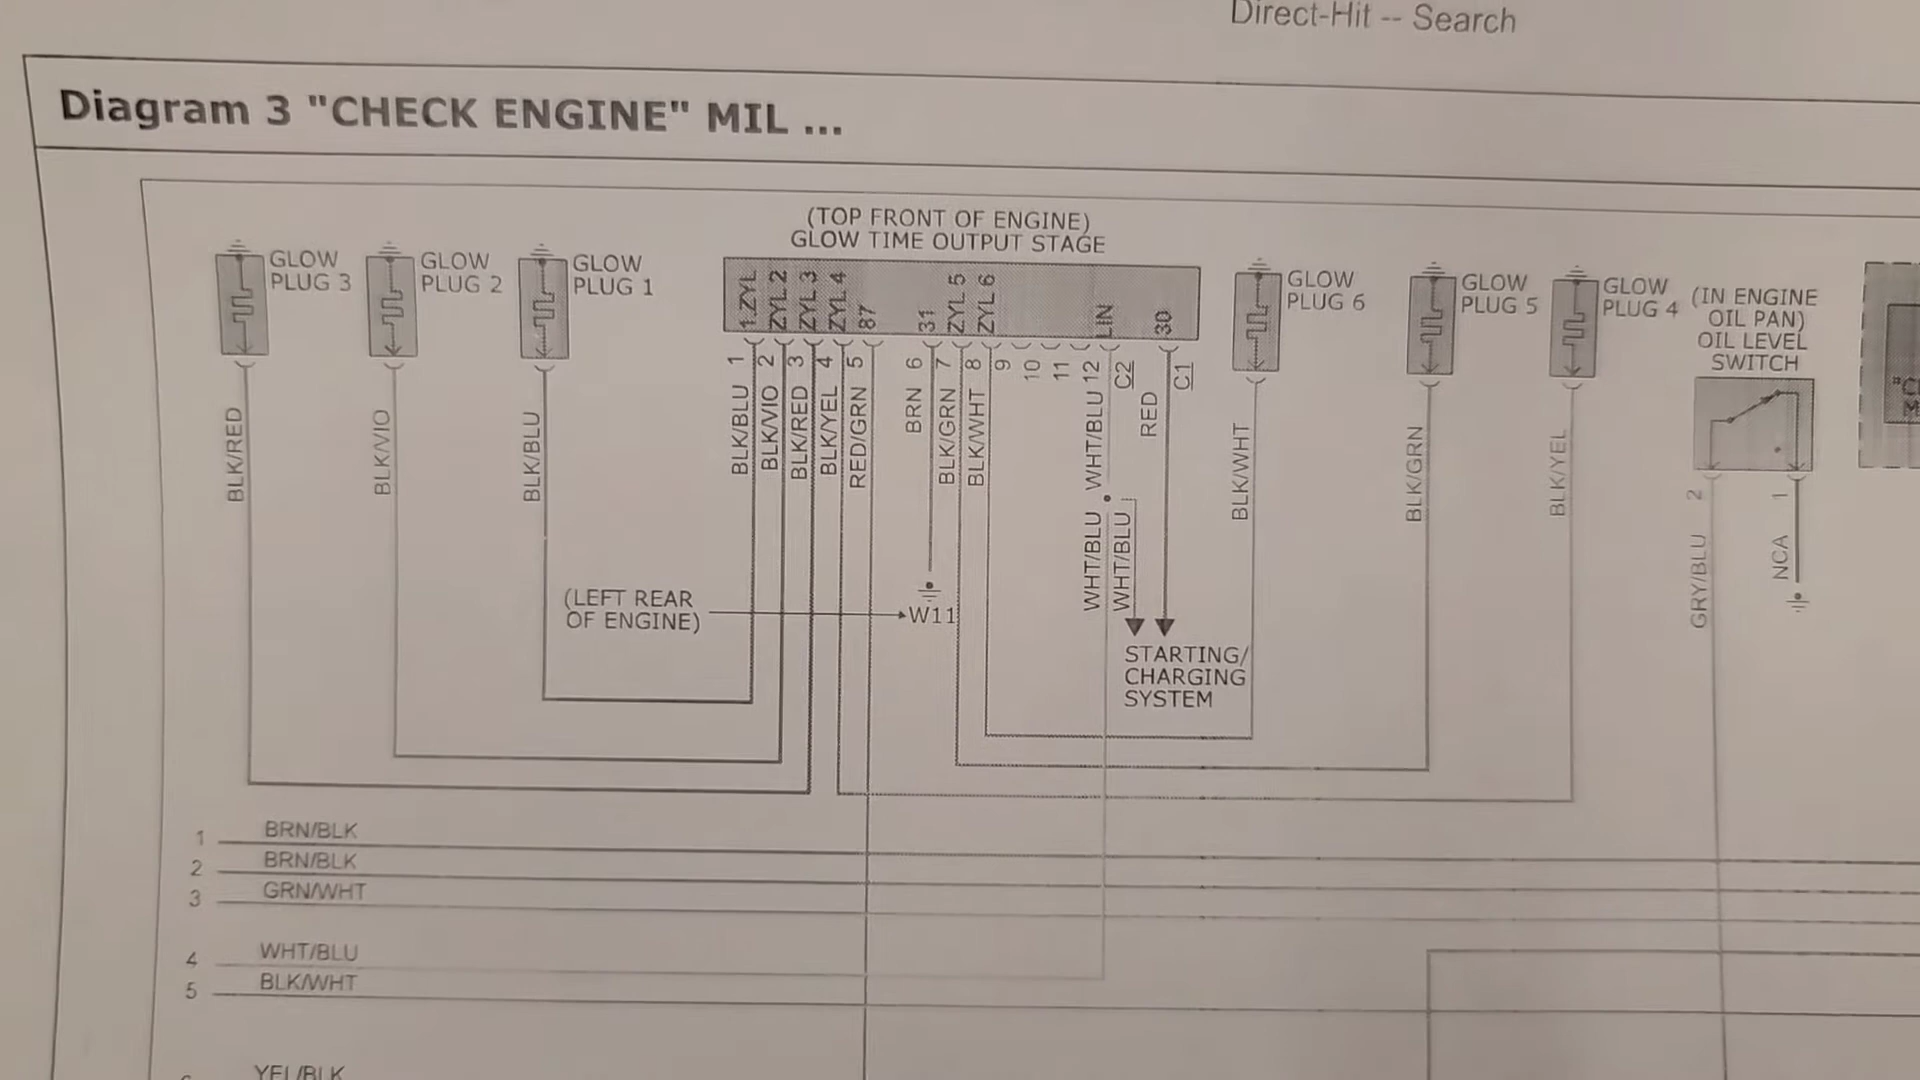 Direct-Hit -- Search
Diagram 3 "CHECK ENGINE" MIL ...
(TOP FRONT OF ENGINE)
GLOW TIME OUTPUT STAGE
GLOW
PLUG 3
GLOW
PLUG 2
GLOW
PLUG 1
1.ZYL
ZYL 2
ZYL 3
ZYL 4
87
31
ZYL 5
ZYL 6
LIN
30
GLOW
PLUG 6
GLOW
PLUG 5
GLOW
PLUG 4
(IN ENGINE
OIL PAN)
OIL LEVEL
SWITCH
BLK/RED
BLK/VIO
BLK/BLU
BLK/BLU 1
BLK/VIO 2
BLK/RED 3
BLK/YEL 4
RED/GRN 5
BRN 6
BLK/GRN 7
BLK/WHT 8
9
10
11
WHT/BLU 12
C2
RED
C1
WHT/BLU
WHT/BLU
BLK/WHT
BLK/GRN
BLK/YEL
2
1
GRY/BLU
NCA
(LEFT REAR
OF ENGINE)
W11
STARTING/
CHARGING
SYSTEM
1 BRN/BLK
2 BRN/BLK
3 GRN/WHT
4 WHT/BLU
5 BLK/WHT
YEL/BLK